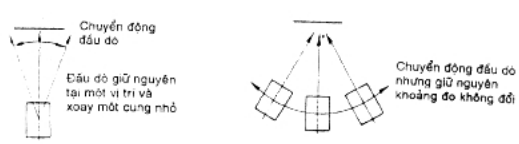 Chuyển động
đầu dò
Đầu dò giữ nguyên
tại một vị trí và
xoay một cung nhỏ
Chuyển động đầu dò
nhưng giữ nguyên
khoảng đo không đổi